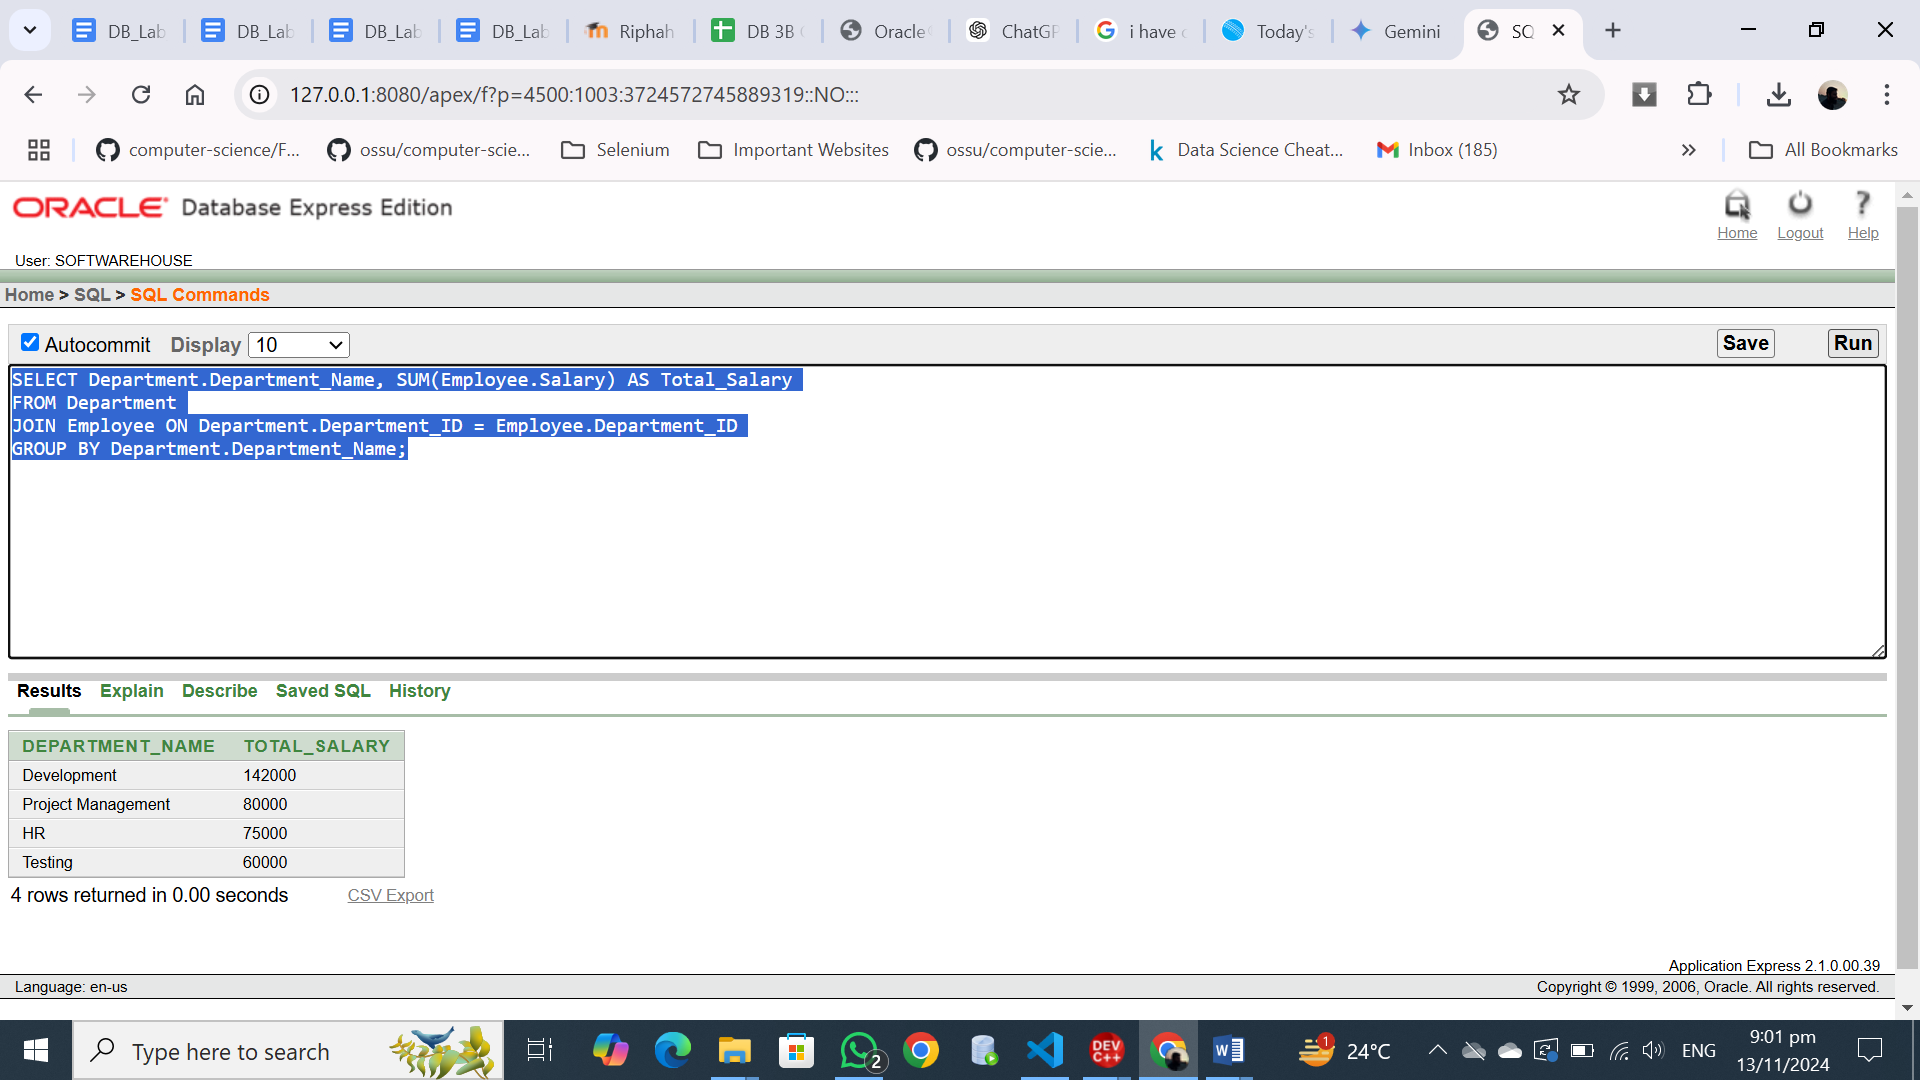 DB_Lab
DB_Lab
DB_Lab
DB_Lab
Riphah
DB 3B
Oracle
ChatGP
i have
Today's
Gemini
SQ
127.0.0.1:8080/apex/f?p=4500:1003:3724572745889319::NO:::
computer-science/F...
ossu/computer-scie...
Selenium
Important Websites
ossu/computer-scie...
Data Science Cheat...
Inbox (185)
All Bookmarks
ORACLE Database Express Edition
Home
Logout
Help
User: SOFTWAREHOUSE
Home > SQL > SQL Commands
Autocommit Display 10
Save
Run
SELECT Department.Department_Name, SUM(Employee.Salary) AS Total_Salary
FROM Department
JOIN Employee ON Department.Department_ID = Employee.Department_ID
GROUP BY Department.Department_Name;
Results Explain Describe Saved SQL History
DEPARTMENT_NAME TOTAL_SALARY
Development 142000
Project Management 80000
HR 75000
Testing 60000
4 rows returned in 0.00 seconds CSV Export
Application Express 2.1.0.00.39
Language: en-us
Copyright © 1999, 2006, Oracle. All rights reserved.
Type here to search
2
DEV C++
1
24°C
ENG
9:01 pm
13/11/2024